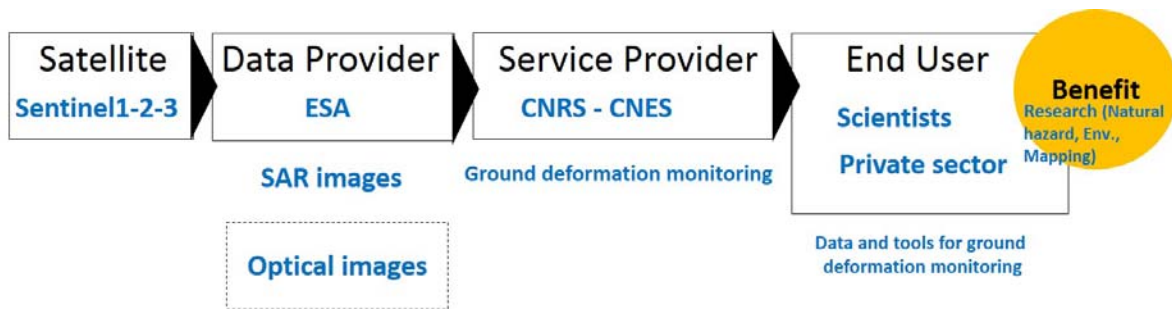 Satellite
Sentinel1-2-3
Data Provider
ESA
SAR images
Optical images
Service Provider
CNRS - CNES
Ground deformation monitoring
End User
Scientists
Private sector
Data and tools for ground
deformation monitoring
Benefit
Research (Natural
hazard, Env.,
Mapping)